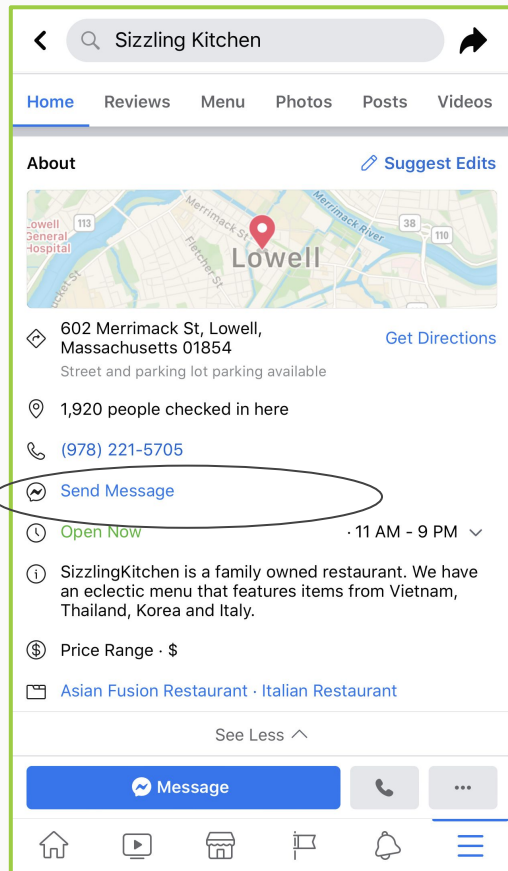 Sizzling Kitchen
Home Reviews Menu Photos Posts Videos
About
Suggest Edits
Lowell
General
Hospital
113
Merrimack St
Fletcher St
Merrimack River
38
110
Lowell
602 Merrimack St, Lowell,
Massachusetts 01854
Get Directions
Street and parking lot parking available
1,920 people checked in here
(978) 221-5705
Send Message
Open Now · 11 AM - 9 PM
SizzlingKitchen is a family owned restaurant. We have
an eclectic menu that features items from Vietnam,
Thailand, Korea and Italy.
Price Range · $
Asian Fusion Restaurant · Italian Restaurant
See Less
Message